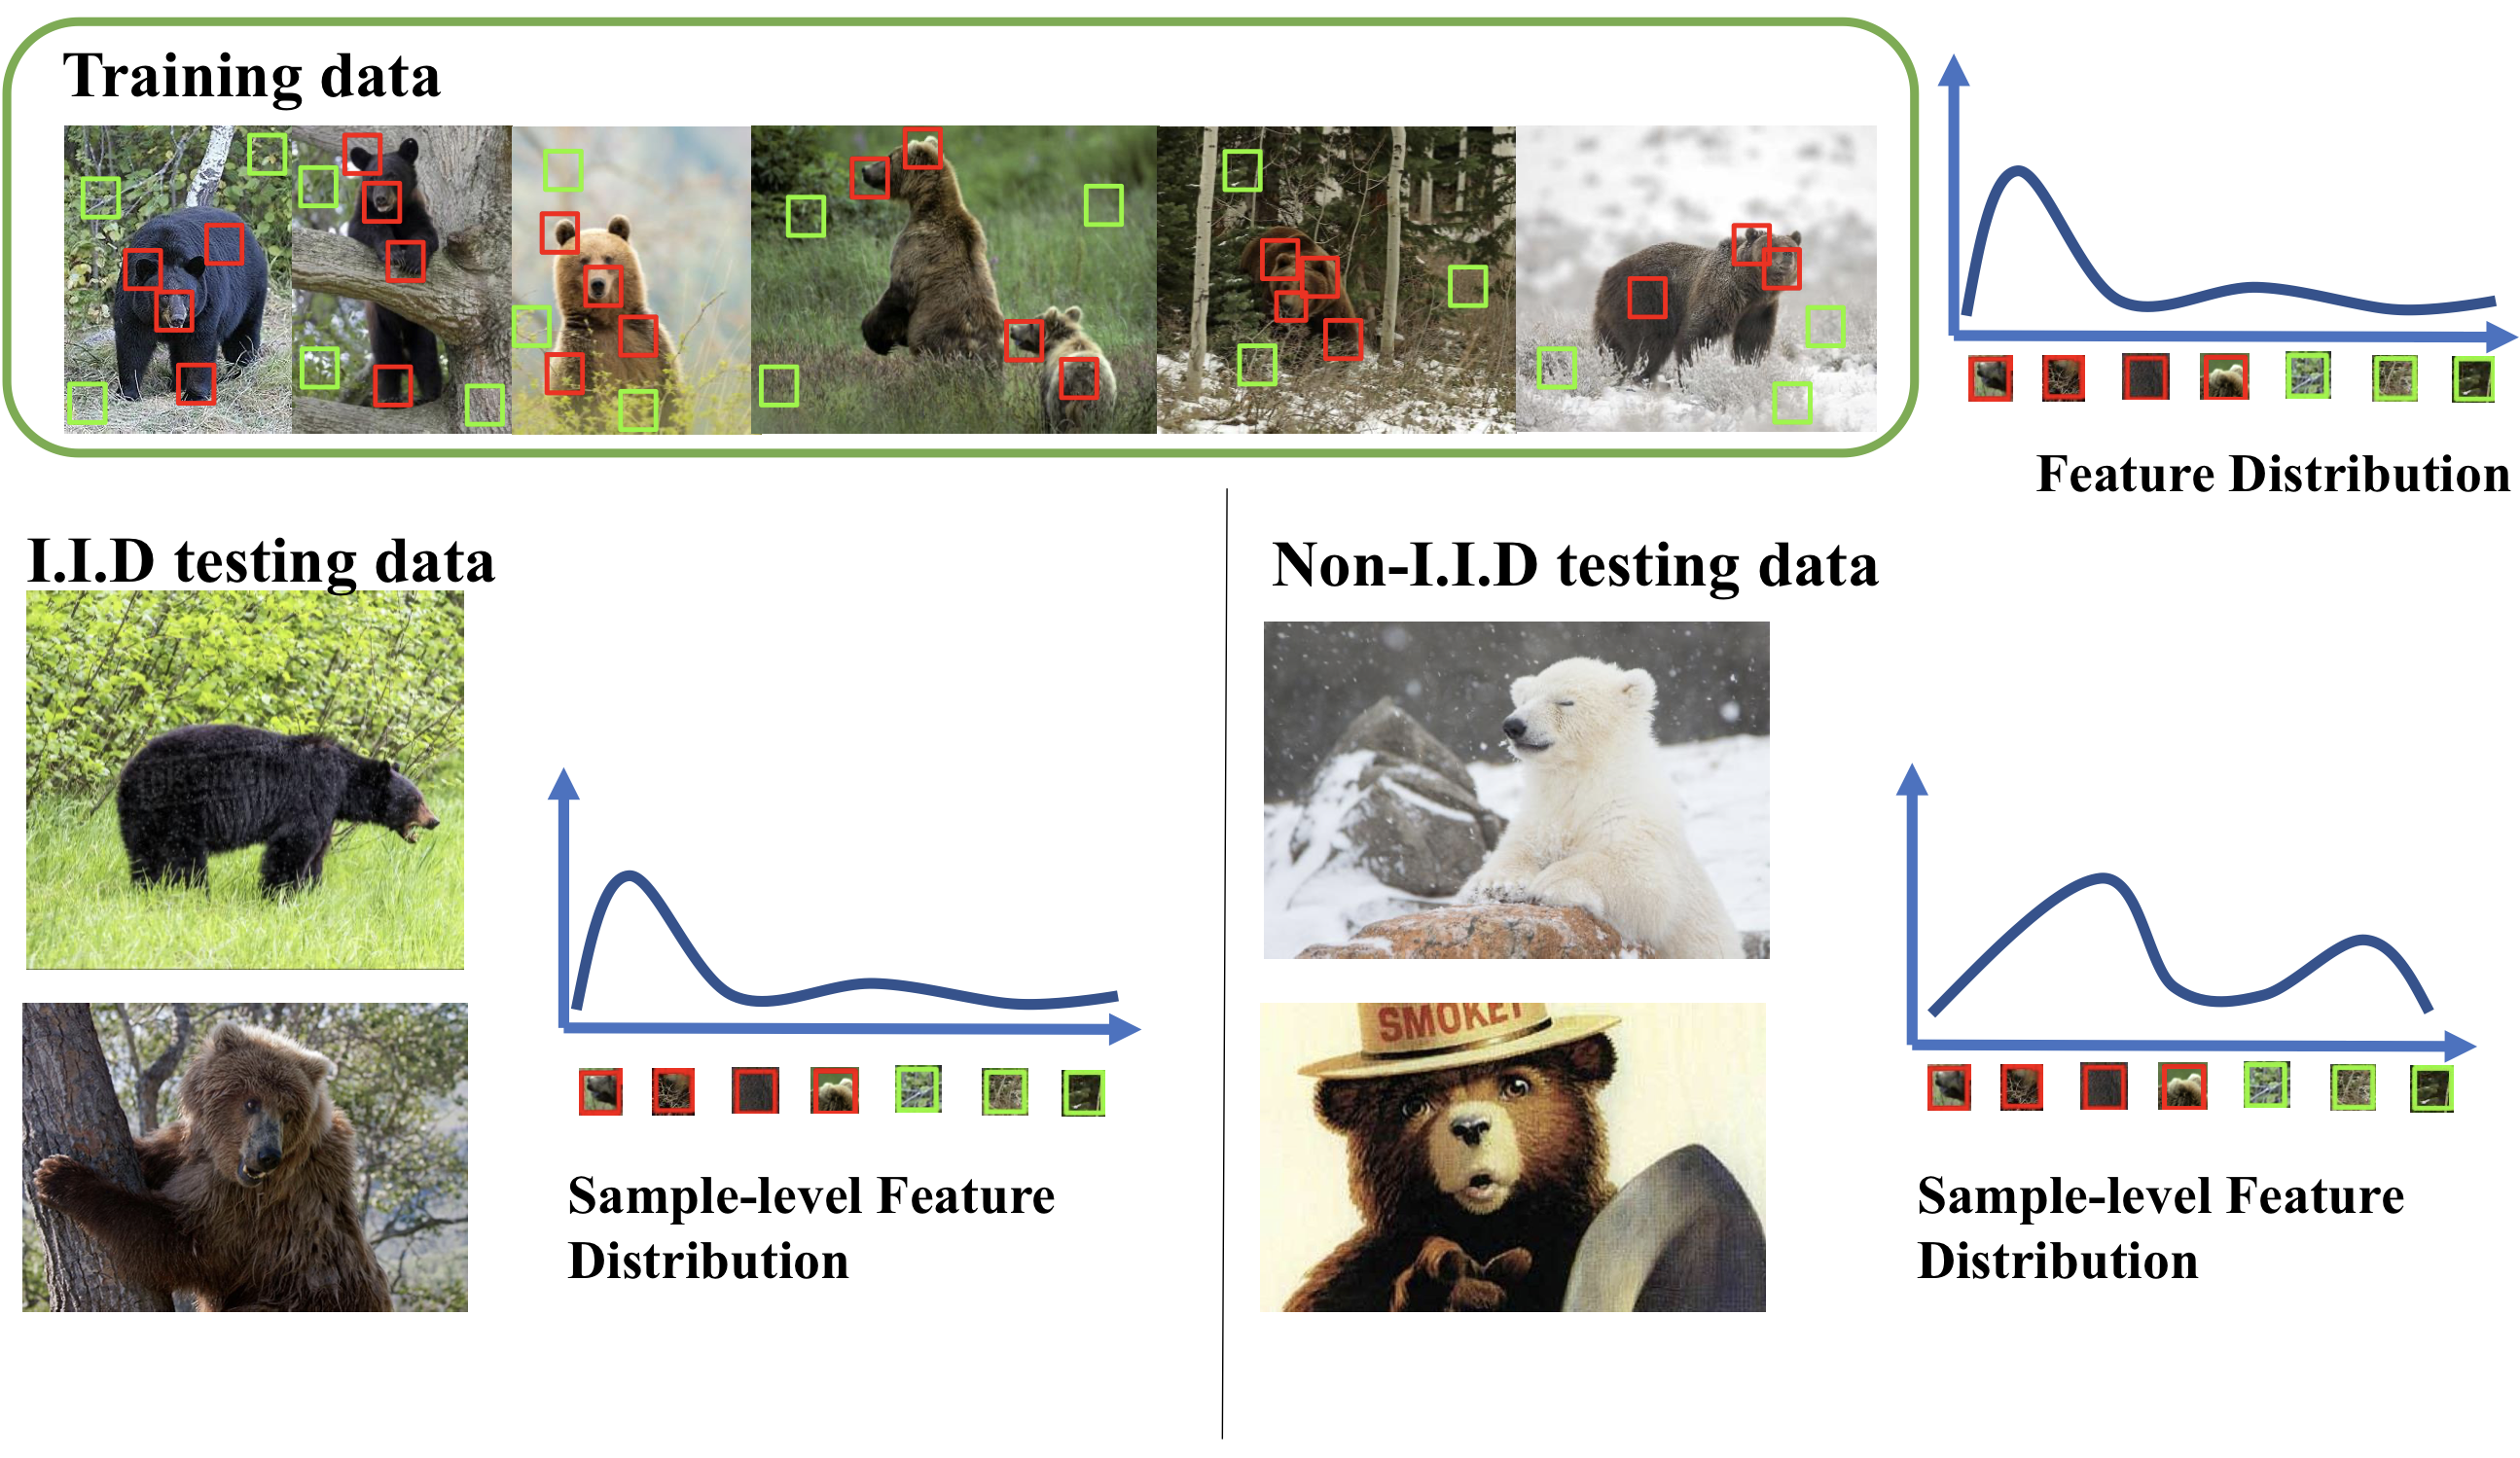 Training data
Feature Distribution
I.I.D testing data
Sample-level Feature
Distribution
Non-I.I.D testing data
SMOKEY
Sample-level Feature
Distribution